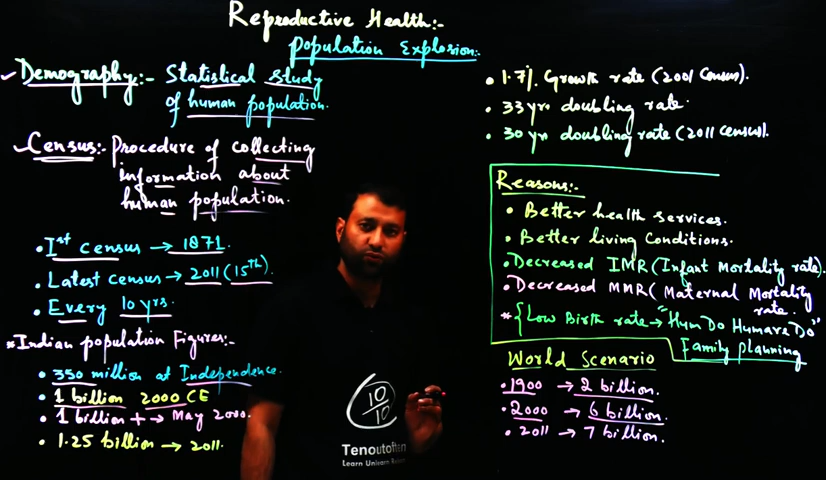 Reproductive Health:-
Population Explosion:-
Demography:- Statistical study
of human population.
Census:- Procedure of collecting
information about
human population.
• Ist census → 1871.
• Latest census → 2011 (15th)
• Every 10 yrs.
* Indian population Figures:-
• 350 million at Independence.
• 1 billion 2000 CE
• 1 billion + → May 2000.
• 1.25 billion → 2011.
• 1.7%. Growth rate (2001 Census).
• 33 yr doubling rate.
• 30 yr doubling rate (2011 census).
Reasons:-
• Better health services.
• Better living Conditions.
• Decreased IMR (Infant Mortality rate).
• Decreased MMR (Maternal Mortality
rate.
* {Low Birth rate → "Hum Do Humare Do"
Family planning
World Scenario
• 1900 → 2 billion.
• 2000 → 6 billion.
• 2011 → 7 billion.
10/10
Tenoutoften
Learn Unlearn